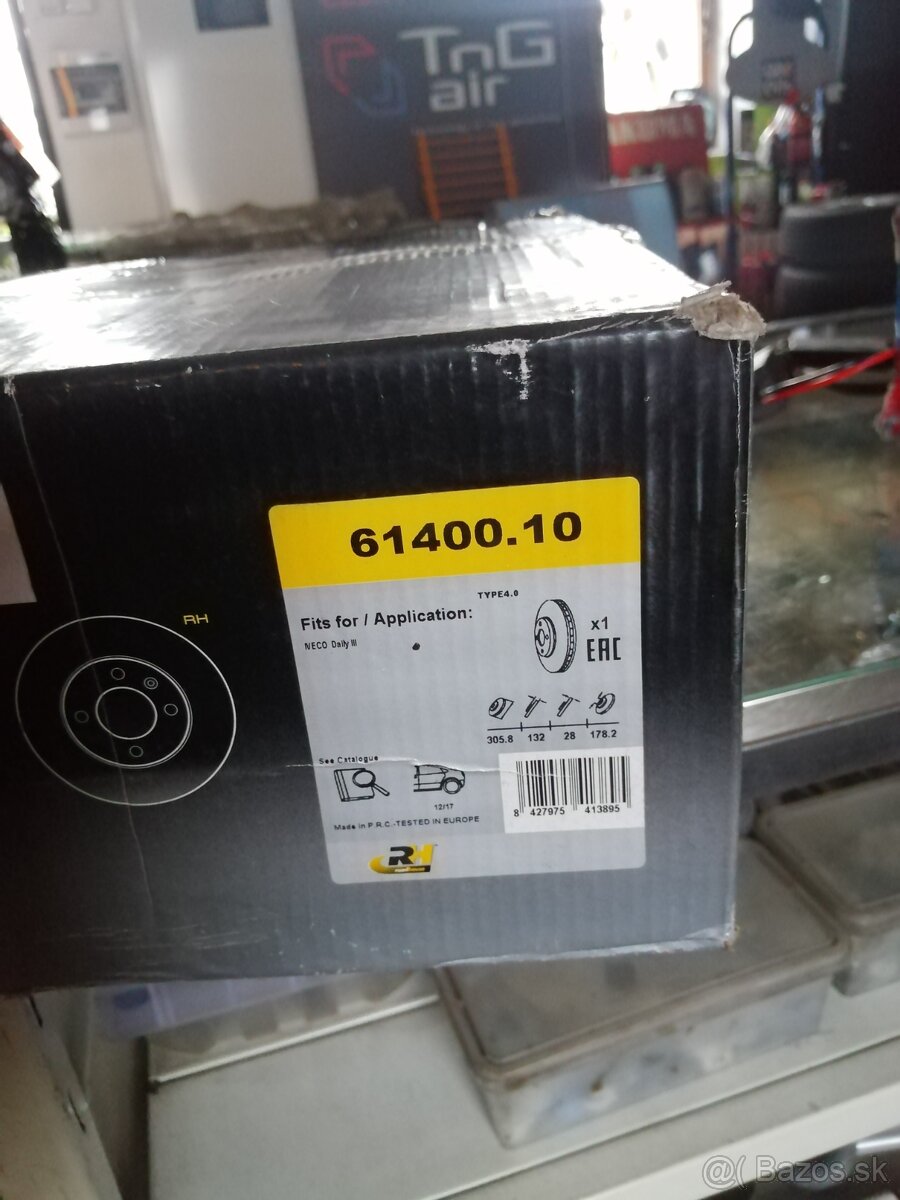 TnG
air
RH
61400.10
TYPE4.0
Fits for / Application:
NECO Daily III
x1
EAC
305.8 132 28 178.2
See Catalogue
12/17
Made in P.R.C.-TESTED IN EUROPE
8 427975 413895
RH
@( Bazos.sk